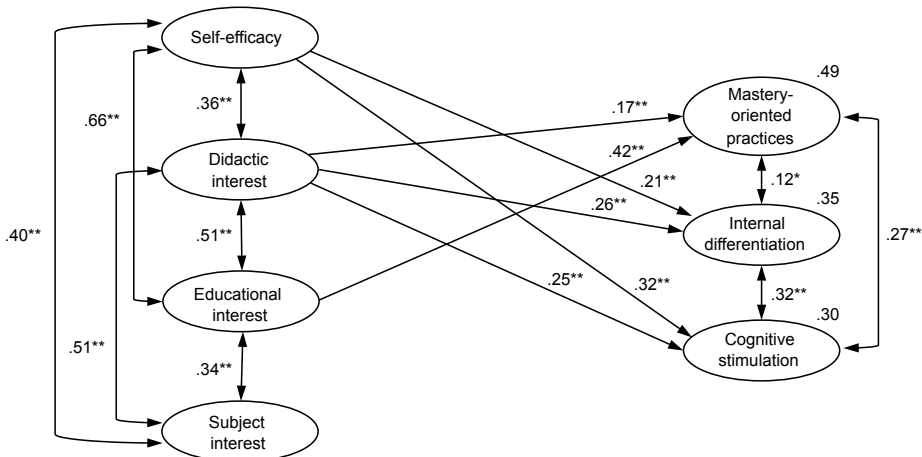 Self-efficacy
.49
Mastery-
oriented
practices
.36**
.17**
.66**
.42**
Didactic
interest
.12*
.21**
.35
.26**
Internal
differentiation
.40**
.51**
.27**
.25**
.32**
.32**
Educational
interest
.30
.51**
Cognitive
stimulation
.34**
Subject
interest